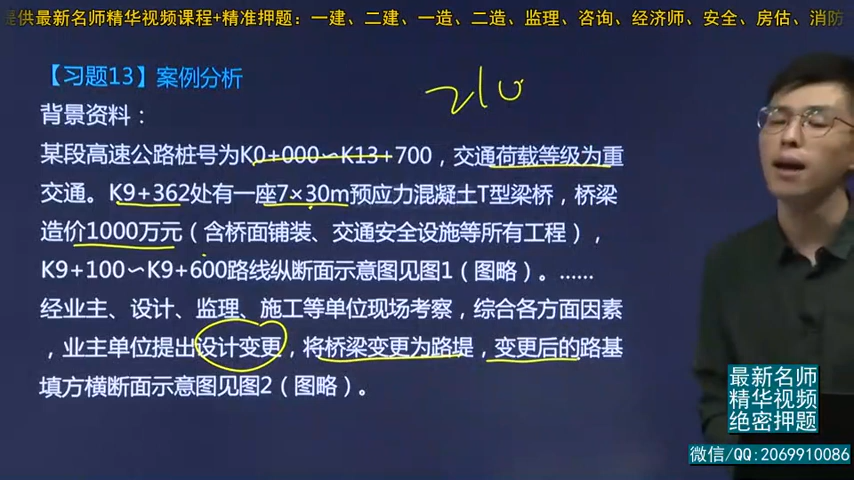 提供最新名师精华视频课程+精准押题：一建、二建、一造、二造、监理、咨询、经济师、安全、房估、消防
【习题13】案例分析
210
背景资料：
某段高速公路桩号为K0+000～K13+700，交通荷载等级为重
交通。K9+362处有一座7×30m预应力混凝土T型梁桥，桥梁
造价1000万元（含桥面铺装、交通安全设施等所有工程），
K9+100～K9+600路线纵断面示意图见图1（图略）。......
经业主、设计、监理、施工等单位现场考察，综合各方面因素
，业主单位提出设计变更，将桥梁变更为路堤，变更后的路基
填方横断面示意图见图2（图略）。
最新名师
精华视频
绝密押题
微信/QQ:2069910086